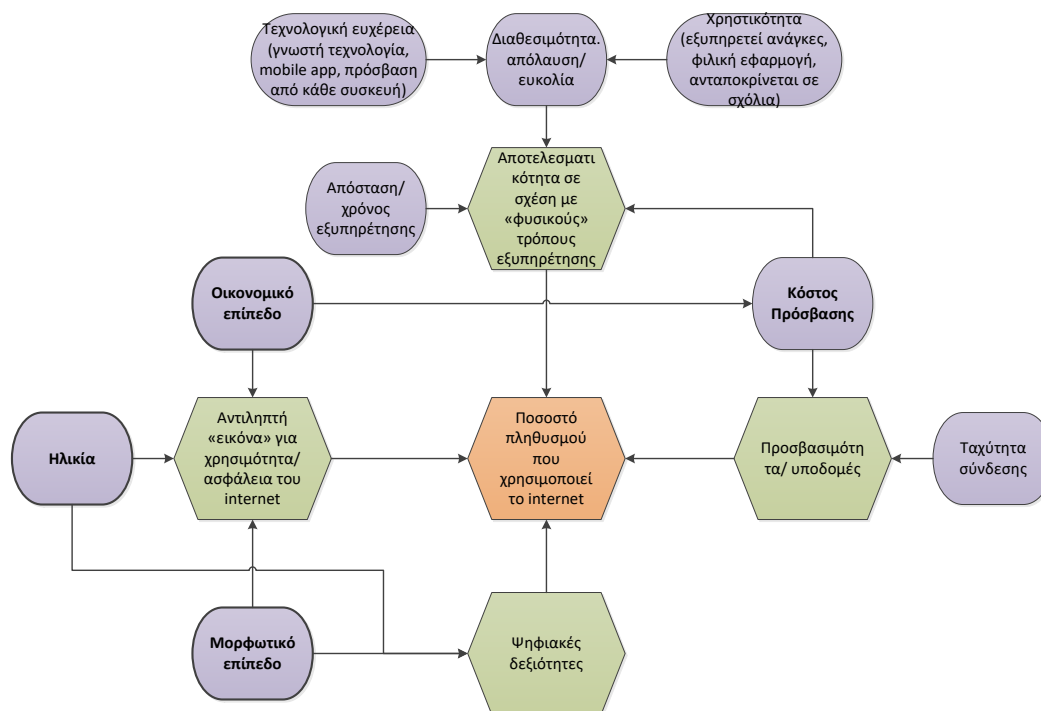 Τεχνολογική ευχέρεια
(γνωστή τεχνολογία,
mobile app, πρόσβαση
από κάθε συσκευή)
Διαθεσιμότητα.
απόλαυση/
ευκολία
Χρηστικότητα
(εξυπηρετεί ανάγκες,
φιλική εφαρμογή,
ανταποκρίνεται σε
σχόλια)
Απόσταση/
χρόνος
εξυπηρέτησης
Αποτελεσματι
κότητα σε
σχέση με
«φυσικούς»
τρόπους
εξυπηρέτησης
Οικονομικό
επίπεδο
Κόστος
Πρόσβασης
Ηλικία
Αντιληπτή
«εικόνα» για
χρησιμότητα/
ασφάλεια του
internet
Ποσοστό
πληθυσμού
που
χρησιμοποιεί
το internet
Προσβασιμότη
τα/ υποδομές
Ταχύτητα
σύνδεσης
Μορφωτικό
επίπεδο
Ψηφιακές
δεξιότητες